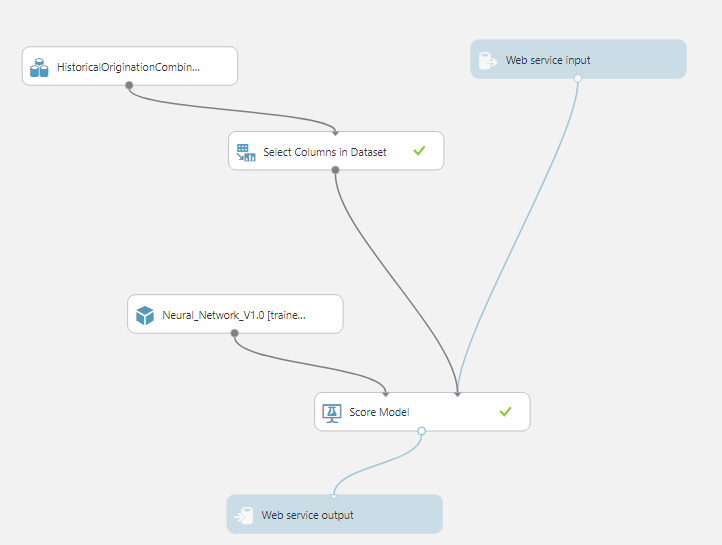 HistoricalOriginationCombin...
Web service input
Select Columns in Dataset
Neural_Network_V1.0 [traine...
Score Model
Web service output